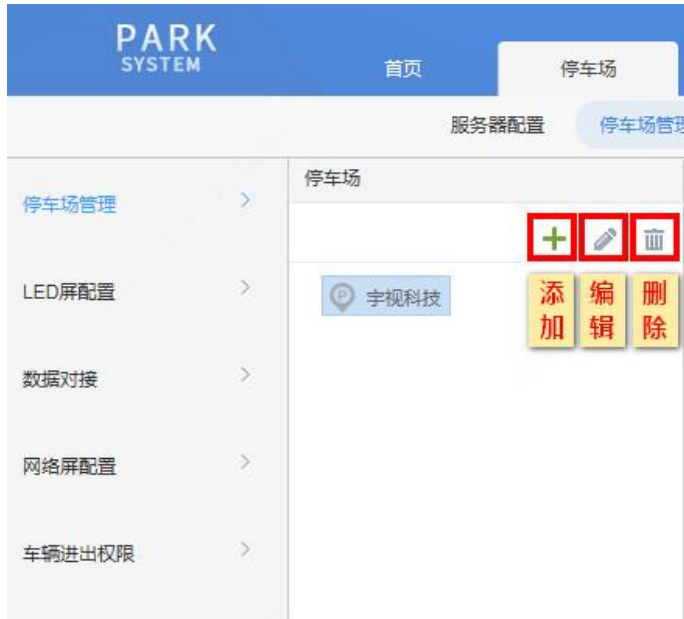 PARK
SYSTEM
首页
停车场
服务器配置
停车场管理
停车场管理
停车场
LED屏配置
P 宇视科技
添加
编辑
删除
数据对接
网络屏配置
车辆进出权限